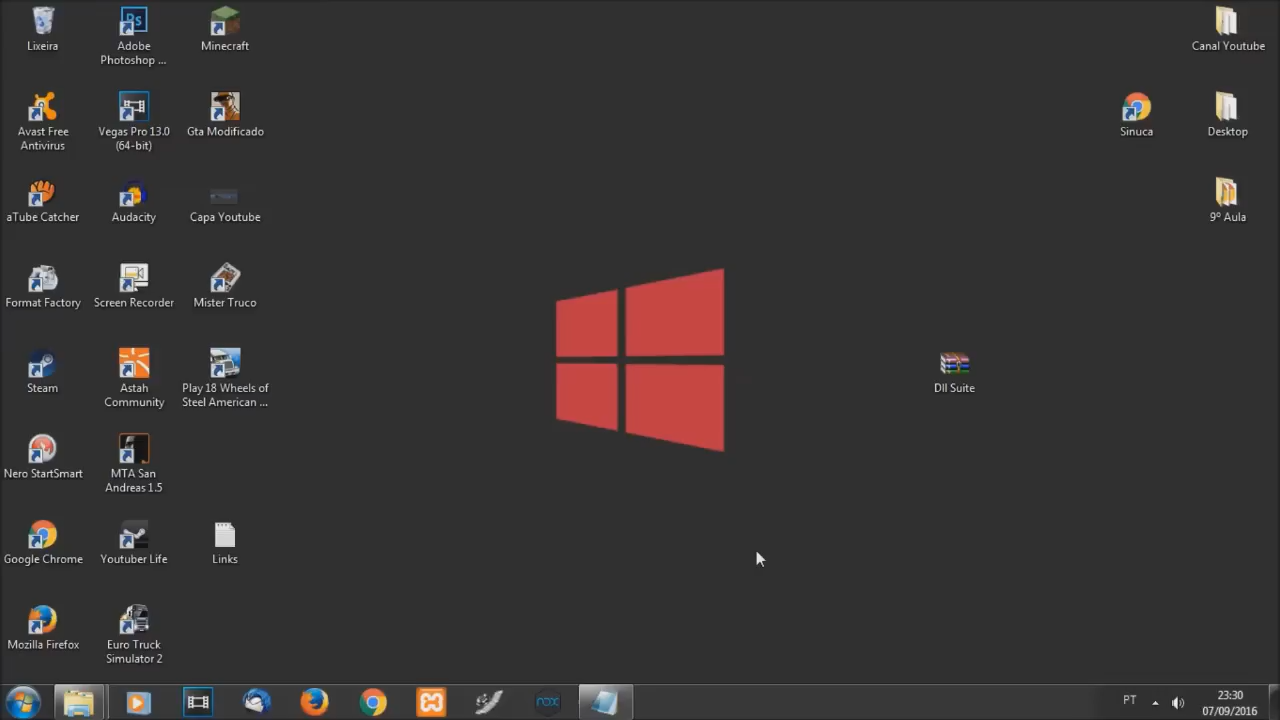 Lixeira
Adobe
Photoshop ...
Minecraft
Canal Youtube
Avast Free
Antivirus
Vegas Pro 13.0
(64-bit)
Gta Modificado
Sinuca
Desktop
aTube Catcher
Audacity
Capa Youtube
9º Aula
Format Factory
Screen Recorder
Mister Truco
Steam
Astah
Community
Play 18 Wheels of
Steel American ...
Dll Suite
Nero StartSmart
MTA San
Andreas 1.5
Google Chrome
Youtuber Life
Links
Mozilla Firefox
Euro Truck
Simulator 2
Ps
nox
PT
23:30
07/09/2016